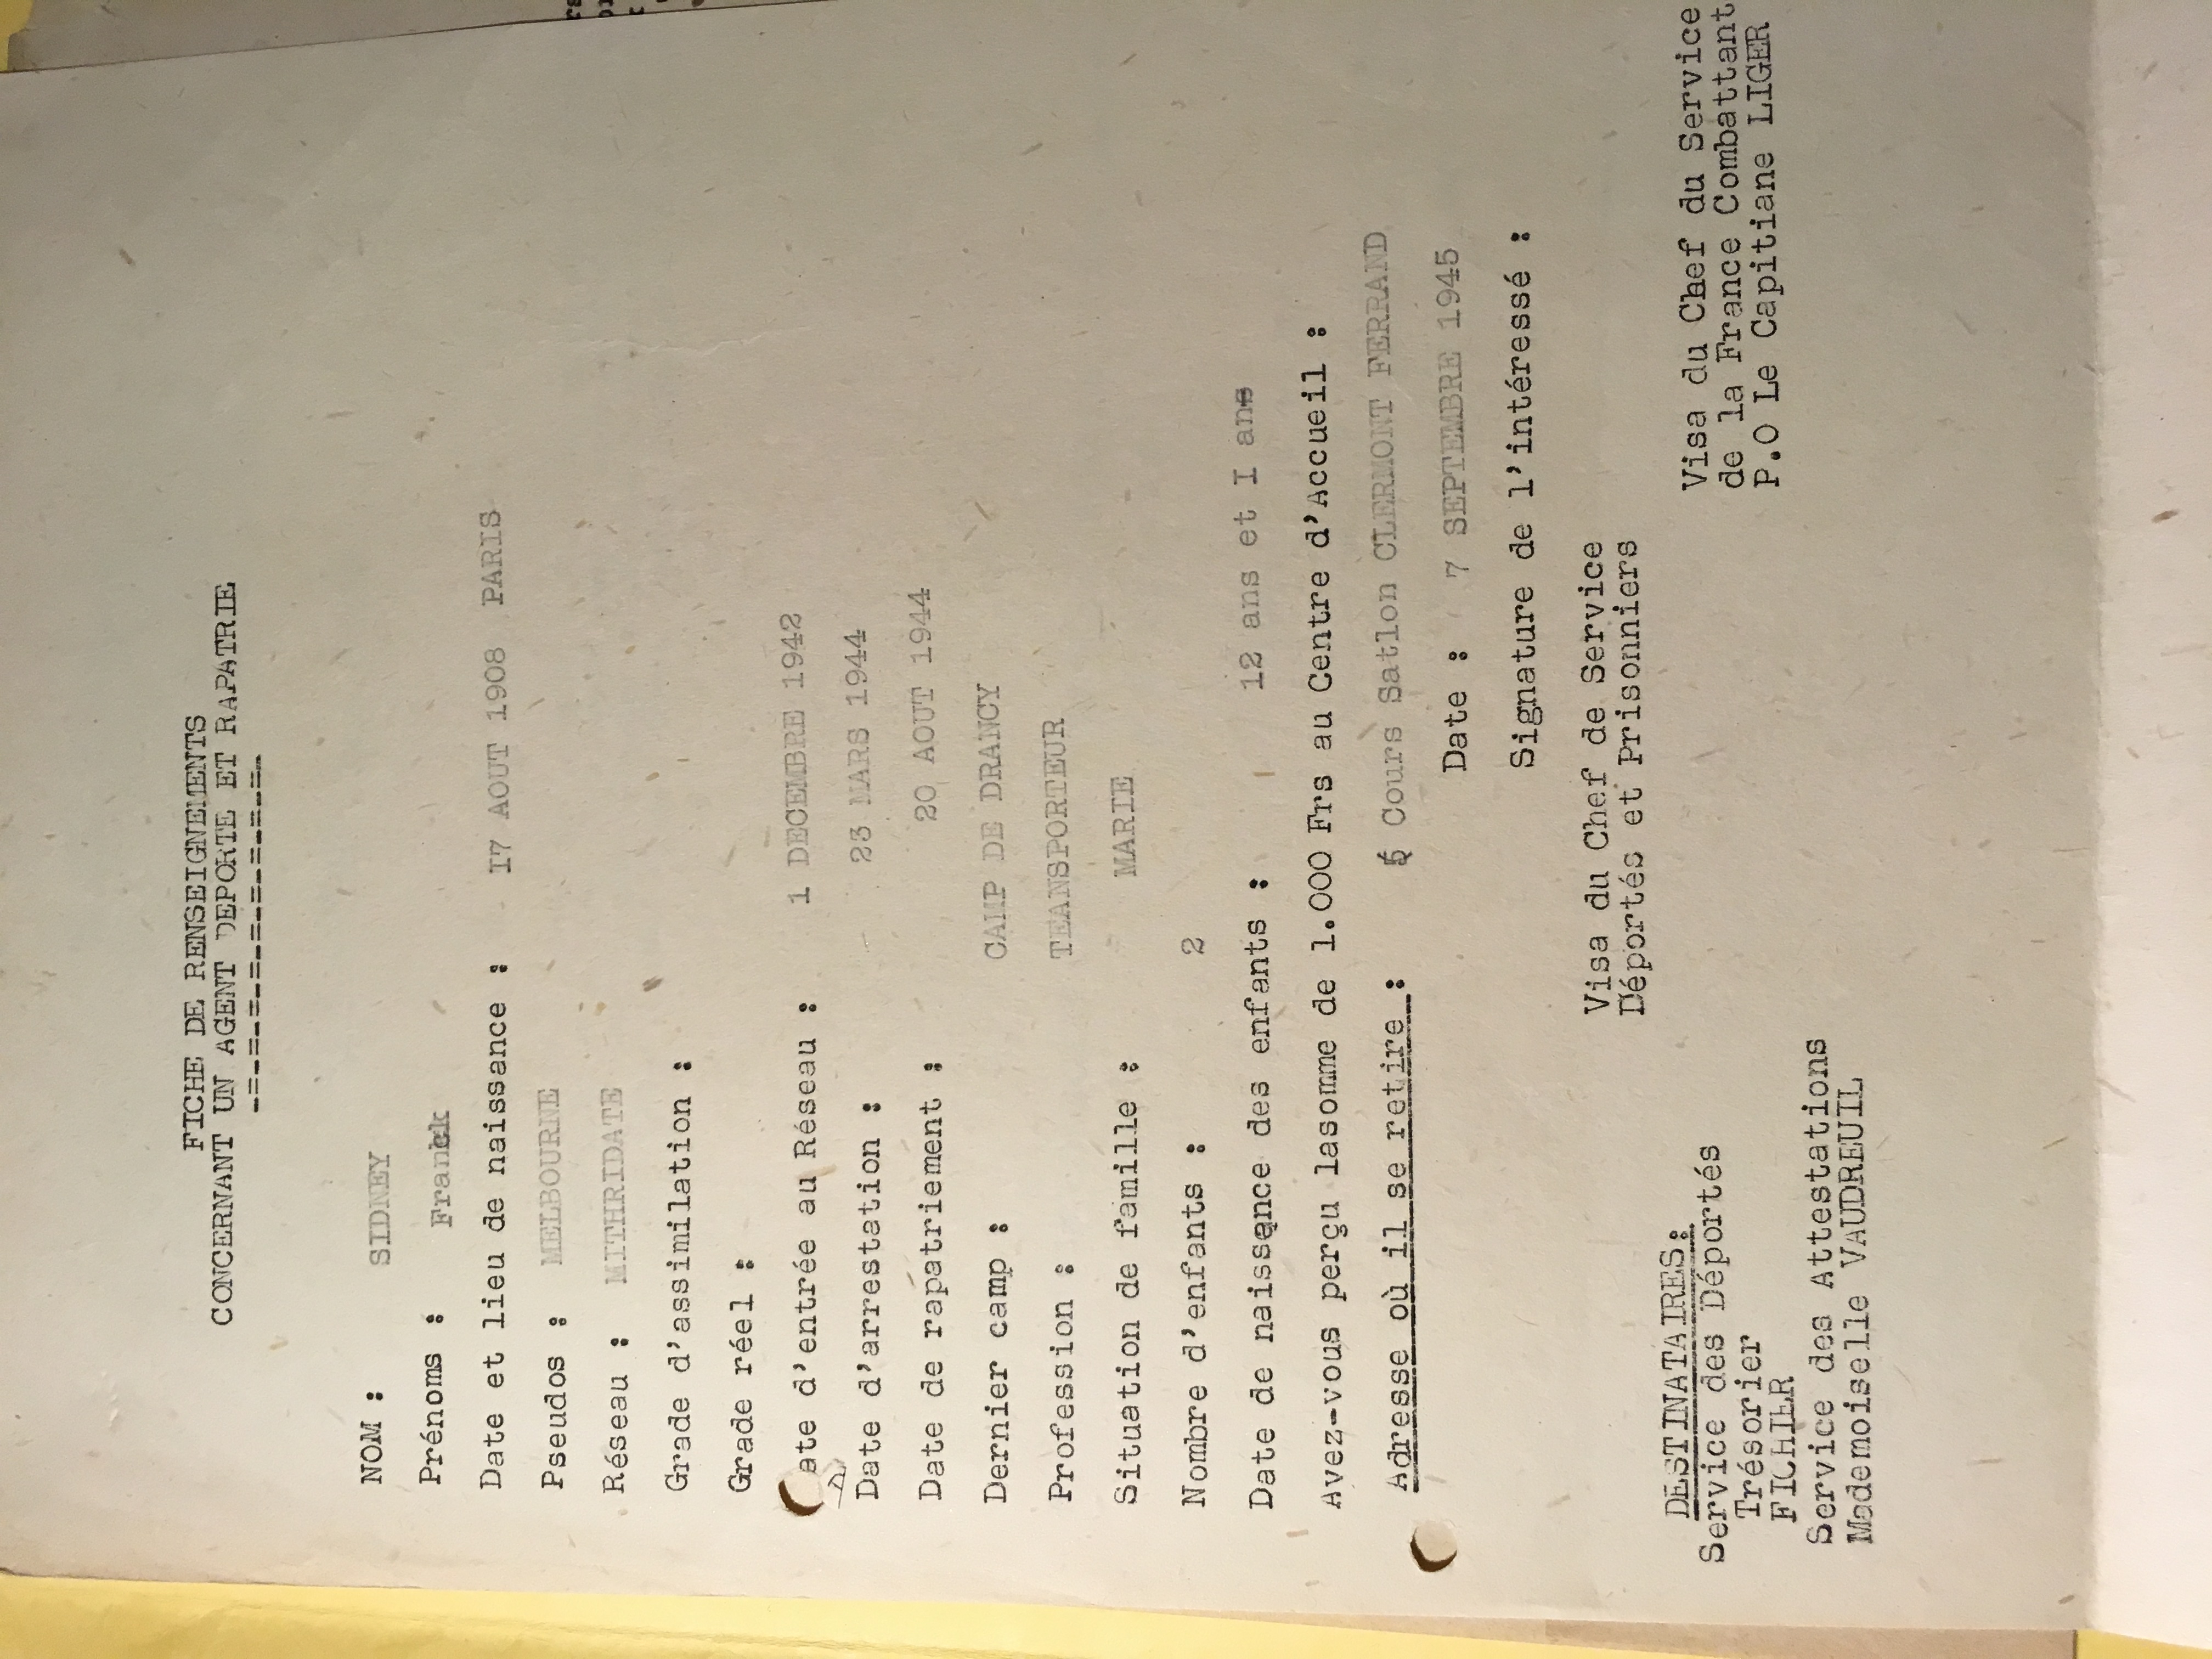 FICHE DE RENSEIGNEMENTS
CONCERNANT UN AGENT DEPORTE ET RAPATRIE
-=-=-=-=-=-=-=-=-=-=-
NOM : SIDNEY
Prénoms : Franck
Date et lieu de naissance : I7 AOUT 1908 PARIS
Pseudos : MELBOURNE
Réseau : MITHRIDATE
Grade d'assimilation :
Grade réel :
Date d'entrée au Réseau : 1 DECEMBRE 1942
Date d'arrestation : 23 MARS 1944
Date de rapatriement : 20 AOUT 1944
Dernier camp : CAMP DE DRANCY
Profession : TEANSPORTEUR
Situation de famille : MARIE
Nombre d'enfants : 2
Date de naissance des enfants : 12 ans et I ans
Avez-vous perçu lasomme de 1.000 Frs au Centre d'Accueil :
Adresse où il se retire : Cours Satlon CLERMONT FERRAND
Date : 7 SEPTEMBRE 1945
Signature de l'intéressé :
Visa du Chef de Service
Déportés et Prisonniers
DESTINATAIRES:
Service des Déportés
Trésorier
FICHIER
Service des Attestations
Mademoiselle VAUDREUIL
Visa du Chef du Service
de la France Combattant
P.O Le Capitiane LIGER